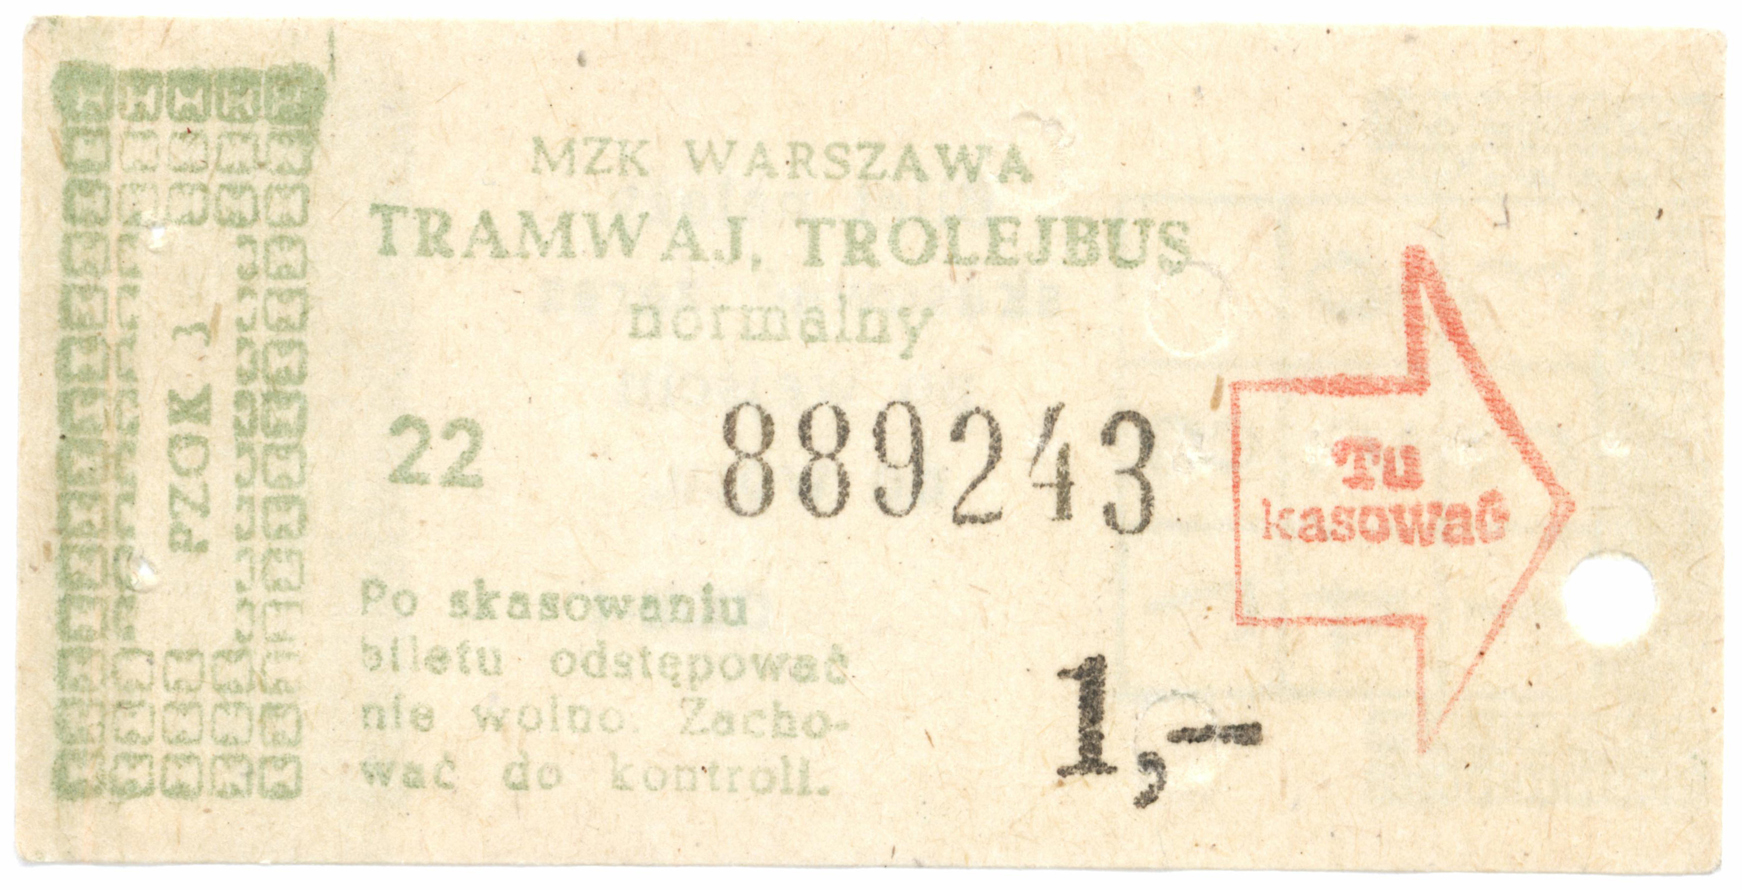 MZK WARSZAWA
TRAMWAJ, TROLEJBUS
normalny
PZOK 3
22
889243
Tu
kasować
Po skasowaniu
biletu odstępować
nie wolno. Zacho-
wać do kontroli.
1,-